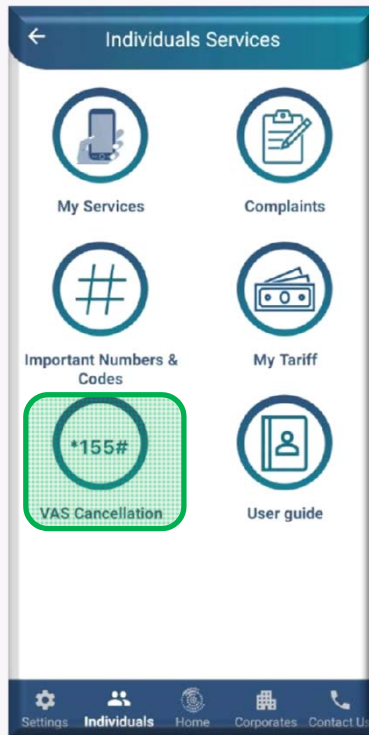 Individuals Services
My Services
Complaints
Important Numbers &
Codes
My Tariff
*155#
VAS Cancellation
User guide
Settings
Individuals
Home
Corporates
Contact Us